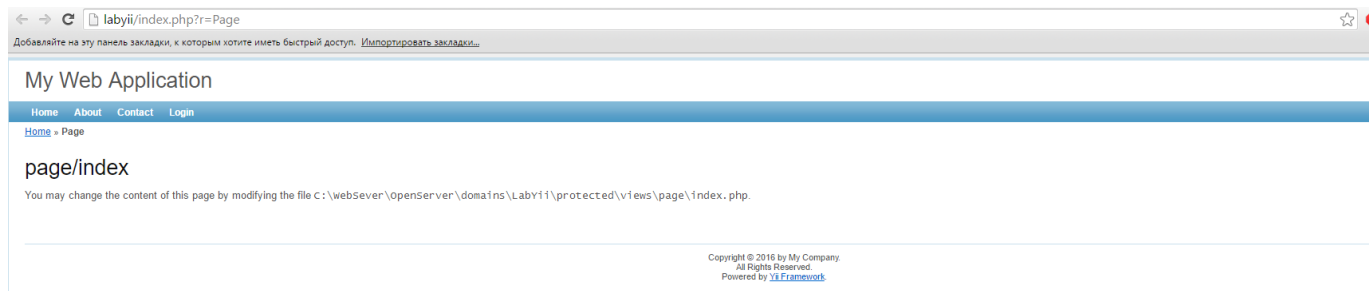 labyii/index.php?r=Page
Добавляйте на эту панель закладки, к которым хотите иметь быстрый доступ. Импортировать закладки...
My Web Application
Home About Contact Login
Home » Page
page/index
You may change the content of this page by modifying the file C:\WebSever\OpenServer\domains\LabYii\protected\views\page\index.php.
Copyright © 2016 by My Company.
All Rights Reserved.
Powered by Yii Framework.